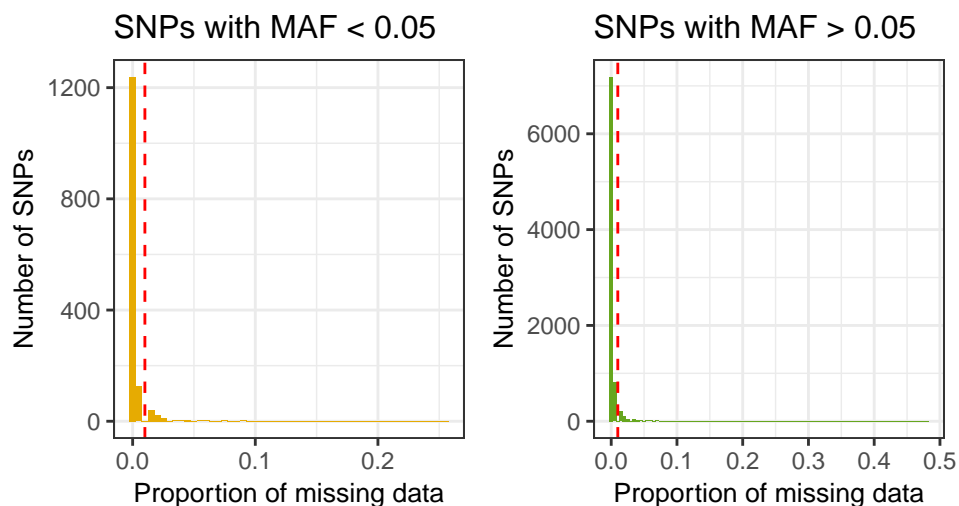 SNPs with MAF < 0.05
1200
800
400
0
0.0 0.1 0.2
Number of SNPs
Proportion of missing data
SNPs with MAF > 0.05
6000
4000
2000
0
0.0 0.1 0.2 0.3 0.4 0.5
Number of SNPs
Proportion of missing data